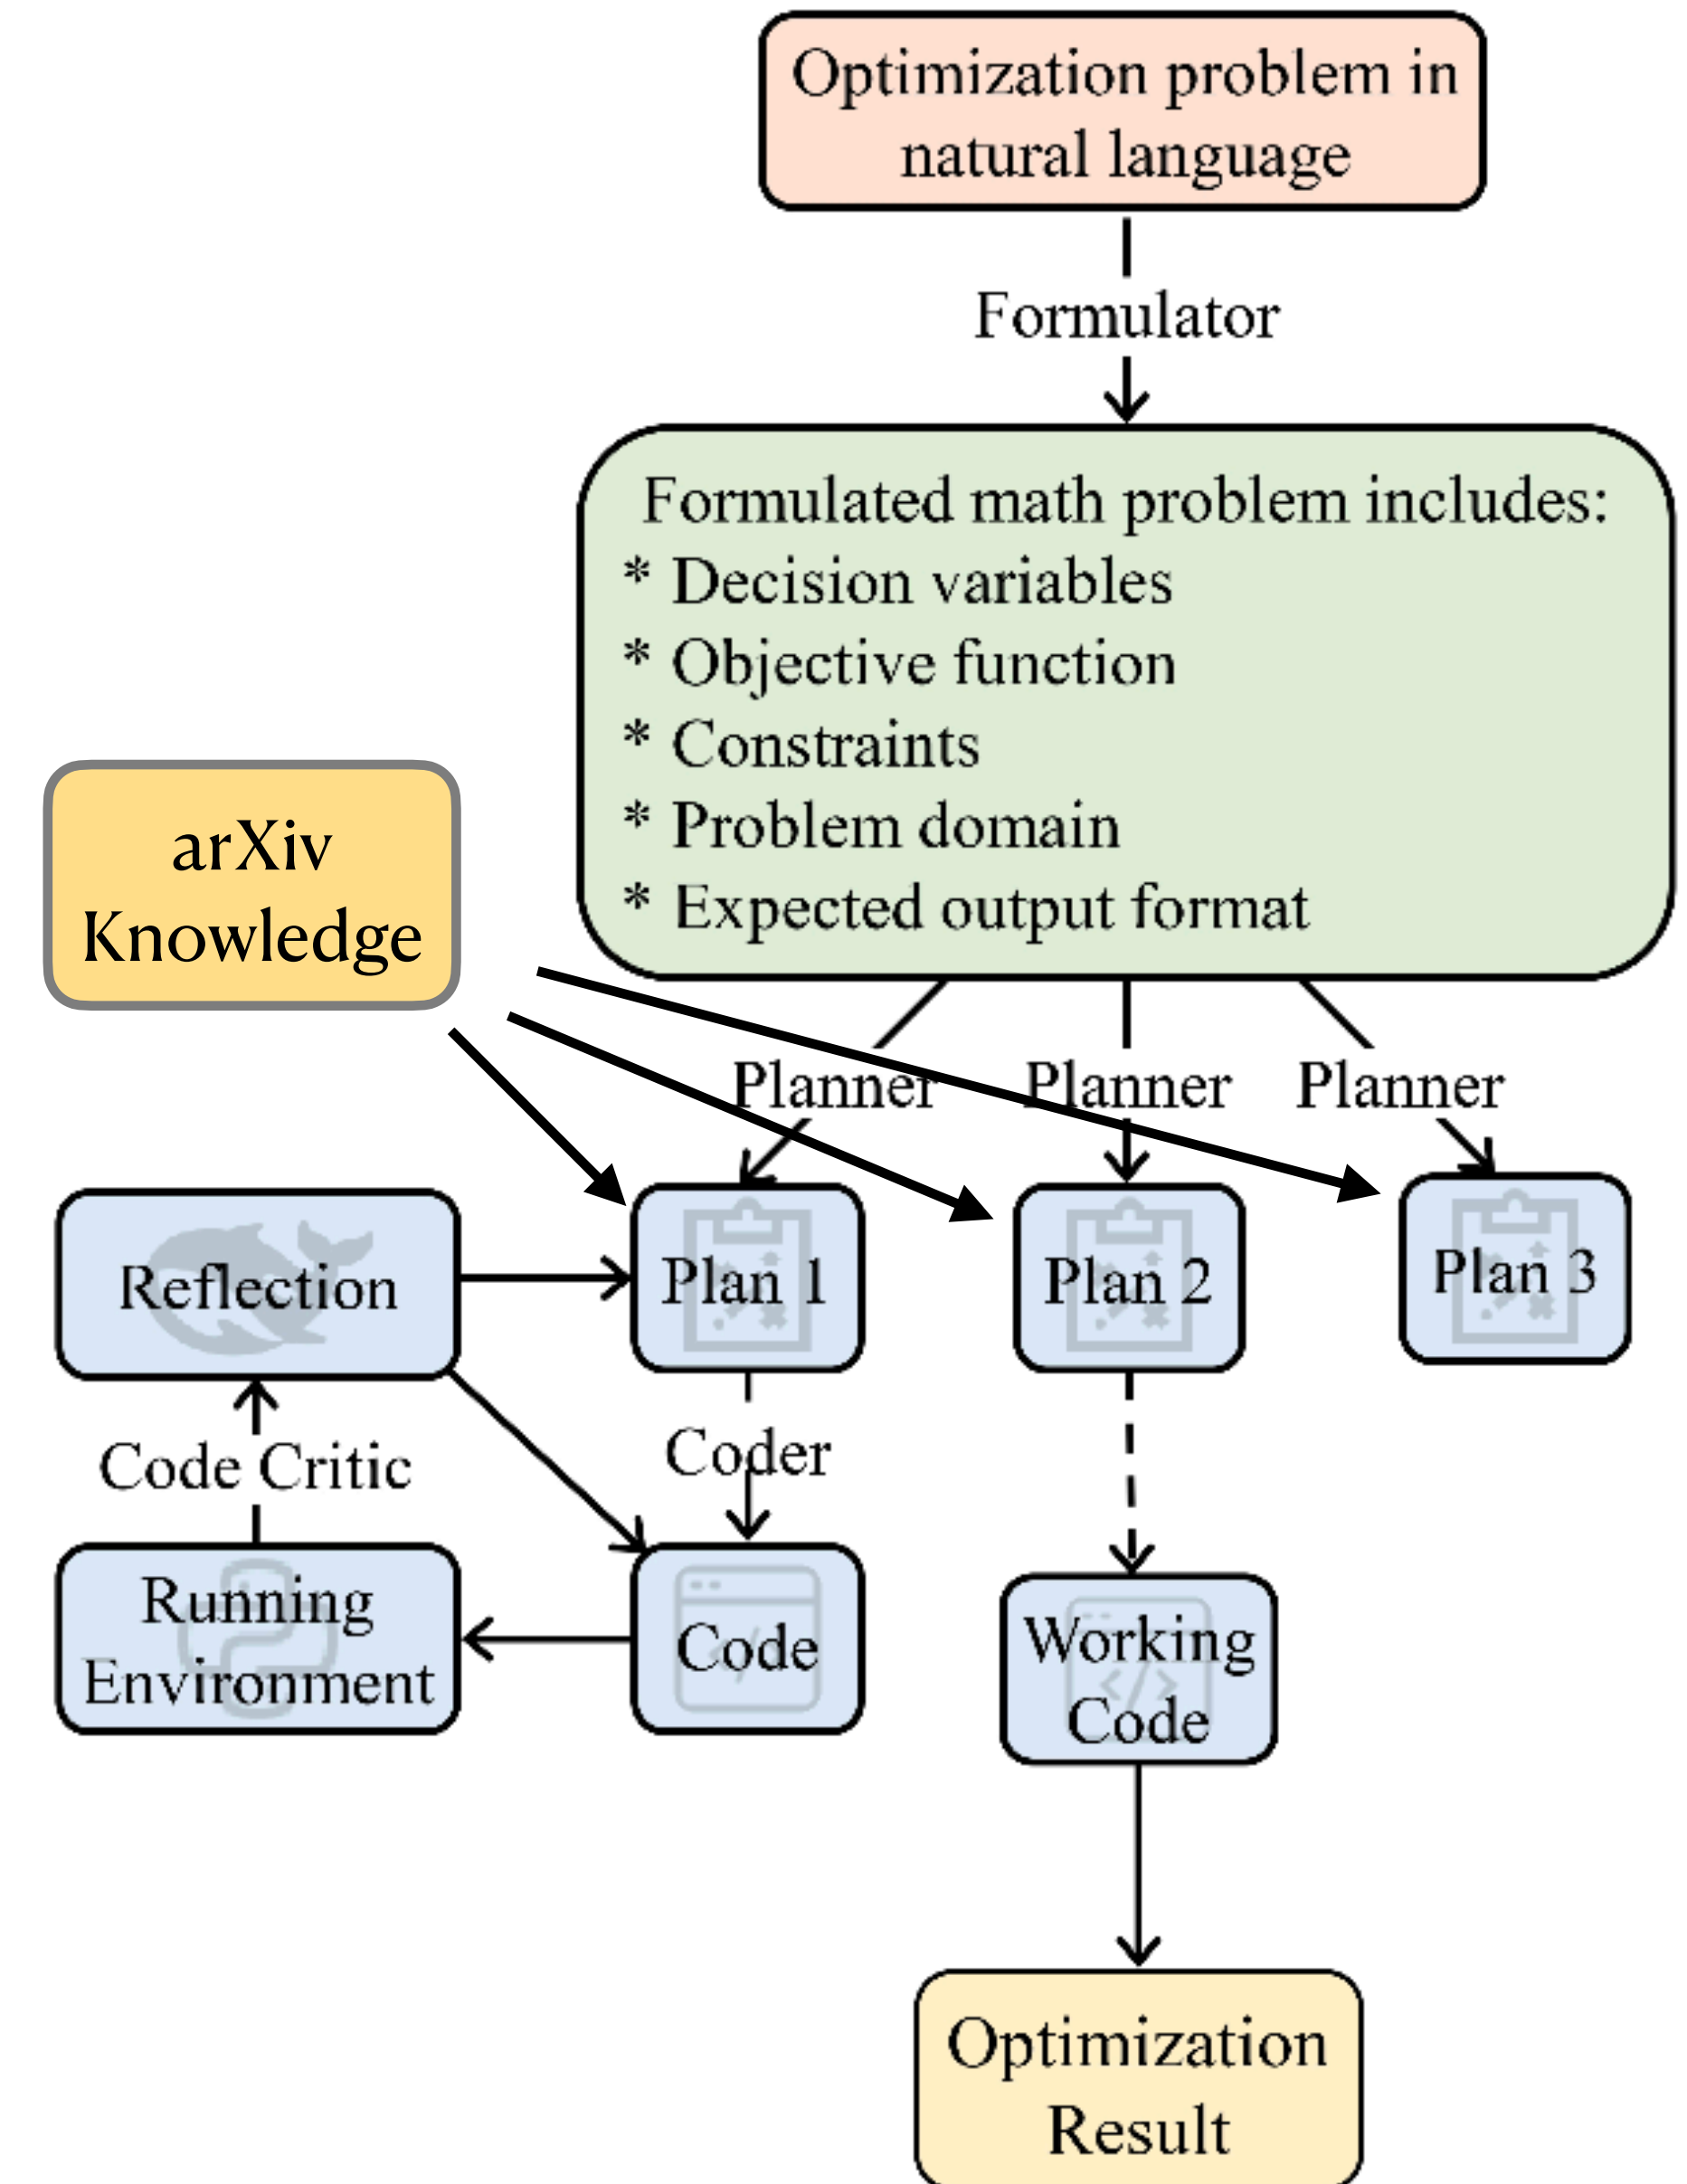 Optimization problem in
natural language
Formulator
Formulated math problem includes:
* Decision variables
* Objective function
* Constraints
* Problem domain
* Expected output format
arXiv
Knowledge
Planner
Planner
Planner
Reflection
Plan 1
Plan 2
Plan 3
Code Critic
Coder
Running
Environment
Code
Working
Code
Optimization
Result